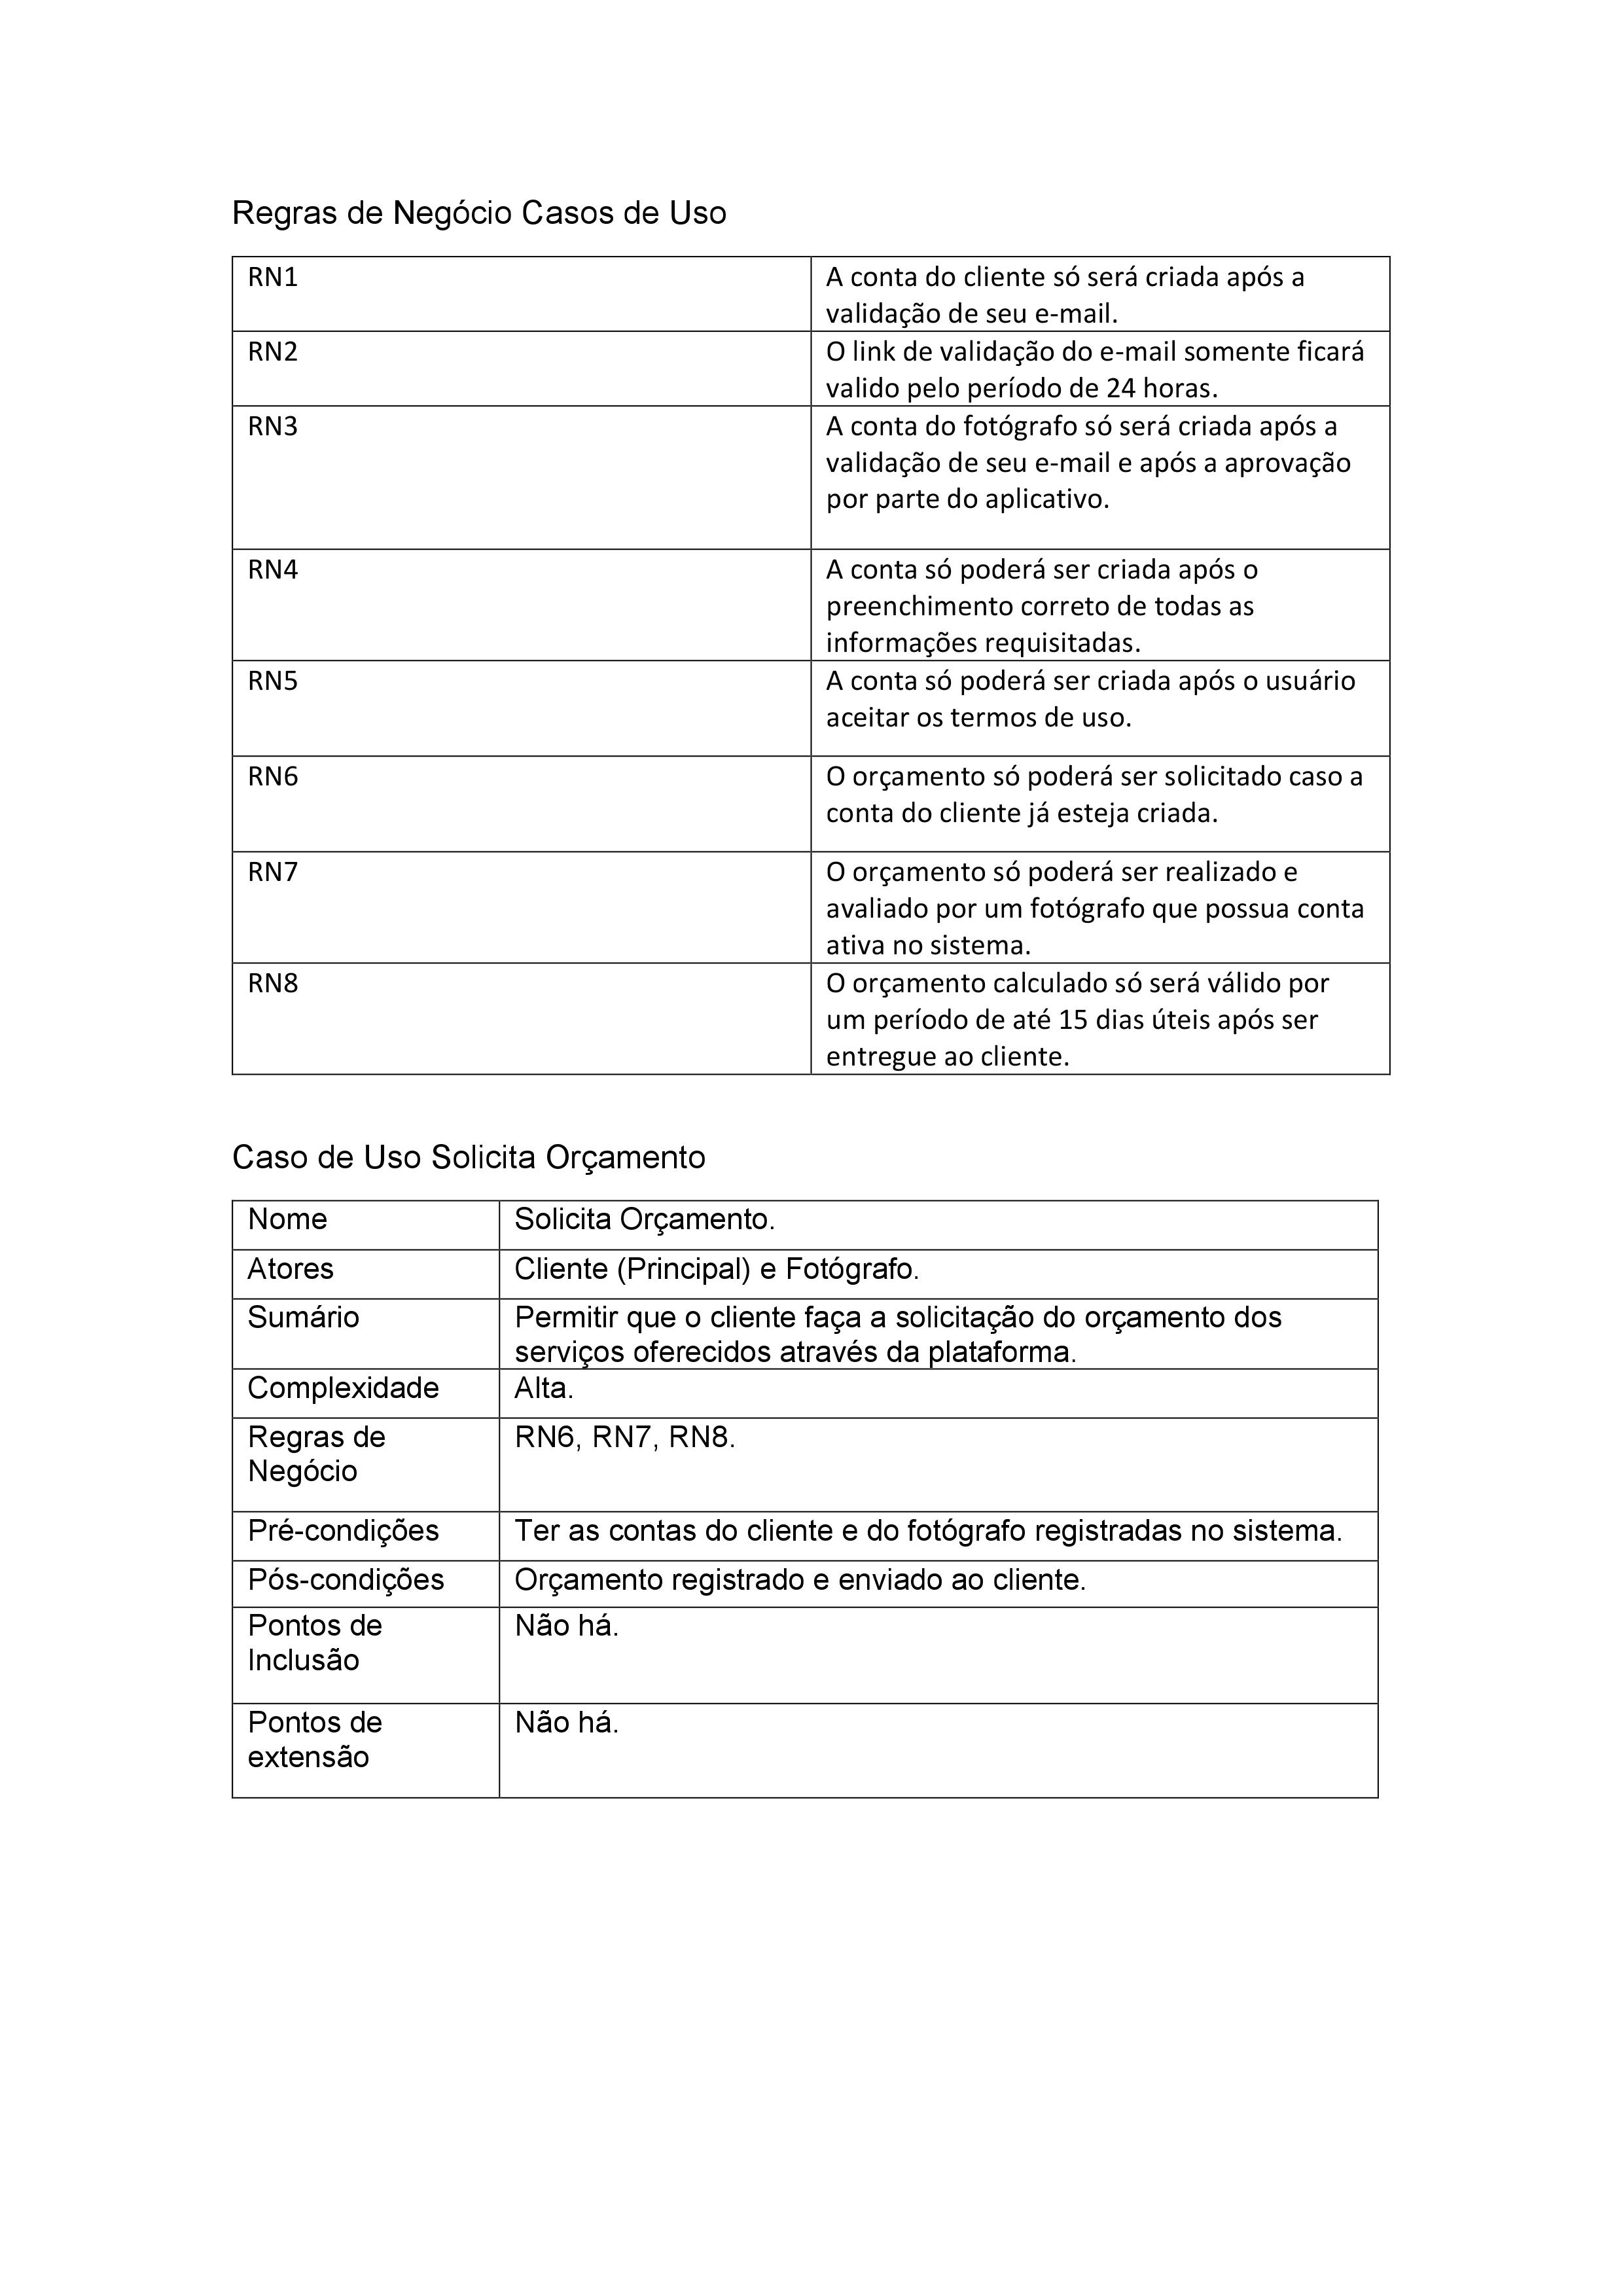 Regras de Negócio Casos de Uso
RN1
A conta do cliente só será criada após a
validação de seu e-mail.
RN2
O link de validação do e-mail somente ficará
valido pelo período de 24 horas.
RN3
A conta do fotógrafo só será criada após a
validação de seu e-mail e após a aprovação
por parte do aplicativo.
RN4
A conta só poderá ser criada após o
preenchimento correto de todas as
informações requisitadas.
RN5
A conta só poderá ser criada após o usuário
aceitar os termos de uso.
RN6
O orçamento só poderá ser solicitado caso a
conta do cliente já esteja criada.
RN7
O orçamento só poderá ser realizado e
avaliado por um fotógrafo que possua conta
ativa no sistema.
RN8
O orçamento calculado só será válido por
um período de até 15 dias úteis após ser
entregue ao cliente.
Caso de Uso Solicita Orçamento
Nome
Solicita Orçamento.
Atores
Cliente (Principal) e Fotógrafo.
Sumário
Permitir que o cliente faça a solicitação do orçamento dos
serviços oferecidos através da plataforma.
Complexidade
Alta.
Regras de
Negócio
RN6, RN7, RN8.
Pré-condições
Ter as contas do cliente e do fotógrafo registradas no sistema.
Pós-condições
Orçamento registrado e enviado ao cliente.
Pontos de
Inclusão
Não há.
Pontos de
extensão
Não há.